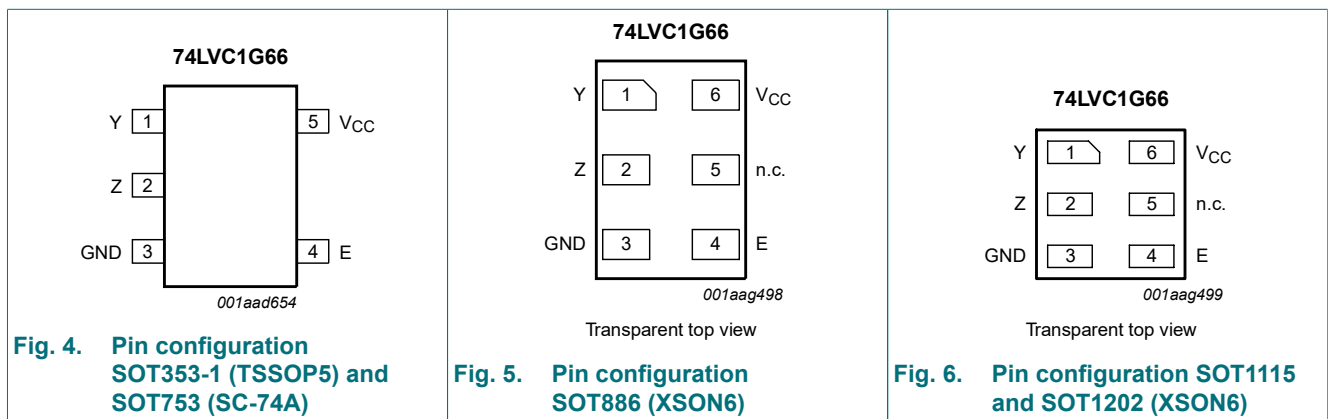 74LVC1G66
Y 1
5 VCC
Z 2
GND 3
4 E
001aad654
Fig. 4. Pin configuration
SOT353-1 (TSSOP5) and
SOT753 (SC-74A)
74LVC1G66
Y 1 6 VCC
Z 2 5 n.c.
GND 3 4 E
001aag498
Transparent top view
Fig. 5. Pin configuration
SOT886 (XSON6)
74LVC1G66
Y 1 6 VCC
Z 2 5 n.c.
GND 3 4 E
001aag499
Transparent top view
Fig. 6. Pin configuration SOT1115
and SOT1202 (XSON6)